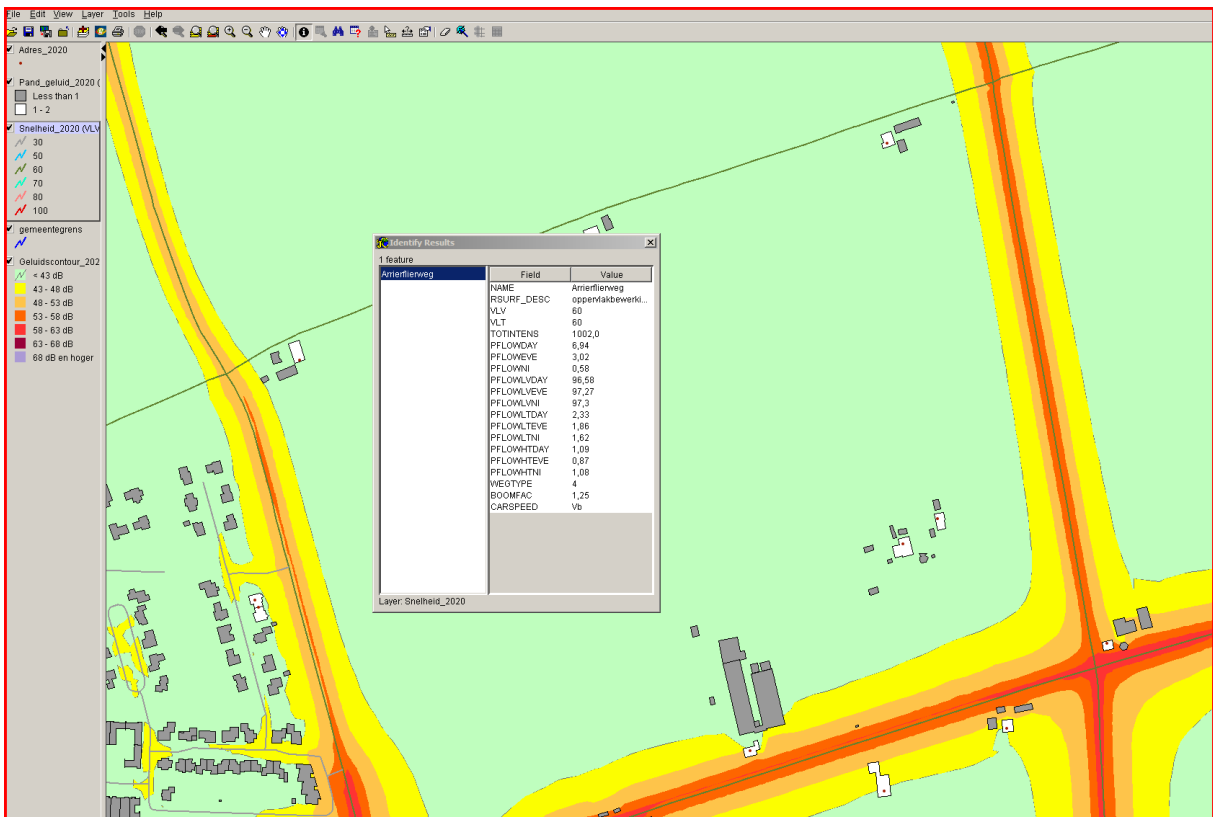 File Edit View Layer Tools Help
Adres_2020
Pand_geluid_2020 (
Less than 1
1 - 2
Snelheid_2020 (VLV
30
50
60
70
80
100
gemeentegrens
Geluidscontour_202
< 43 dB
43 - 48 dB
48 - 53 dB
53 - 58 dB
58 - 63 dB
63 - 68 dB
68 dB en hoger
Identify Results
1 feature
Arrierflierweg
Field Value
NAME Arrierflierweg
RSURF_DESC oppervlakbewerki...
VLV 60
VLT 60
TOTINTENS 1002,0
PFLOWDAY 6,94
PFLOWEVE 3,02
PFLOWNI 0,58
PFLOWLVDAY 96,58
PFLOWLVEVE 97,27
PFLOWLVNI 97,3
PFLOWLTDAY 2,33
PFLOWLTEVE 1,86
PFLOWLTNI 1,62
PFLOWHTDAY 1,09
PFLOWHTEVE 0,87
PFLOWHTNI 1,08
WEGTYPE 4
BOOMFAC 1,25
CARSPEED Vb
Layer: Snelheid_2020